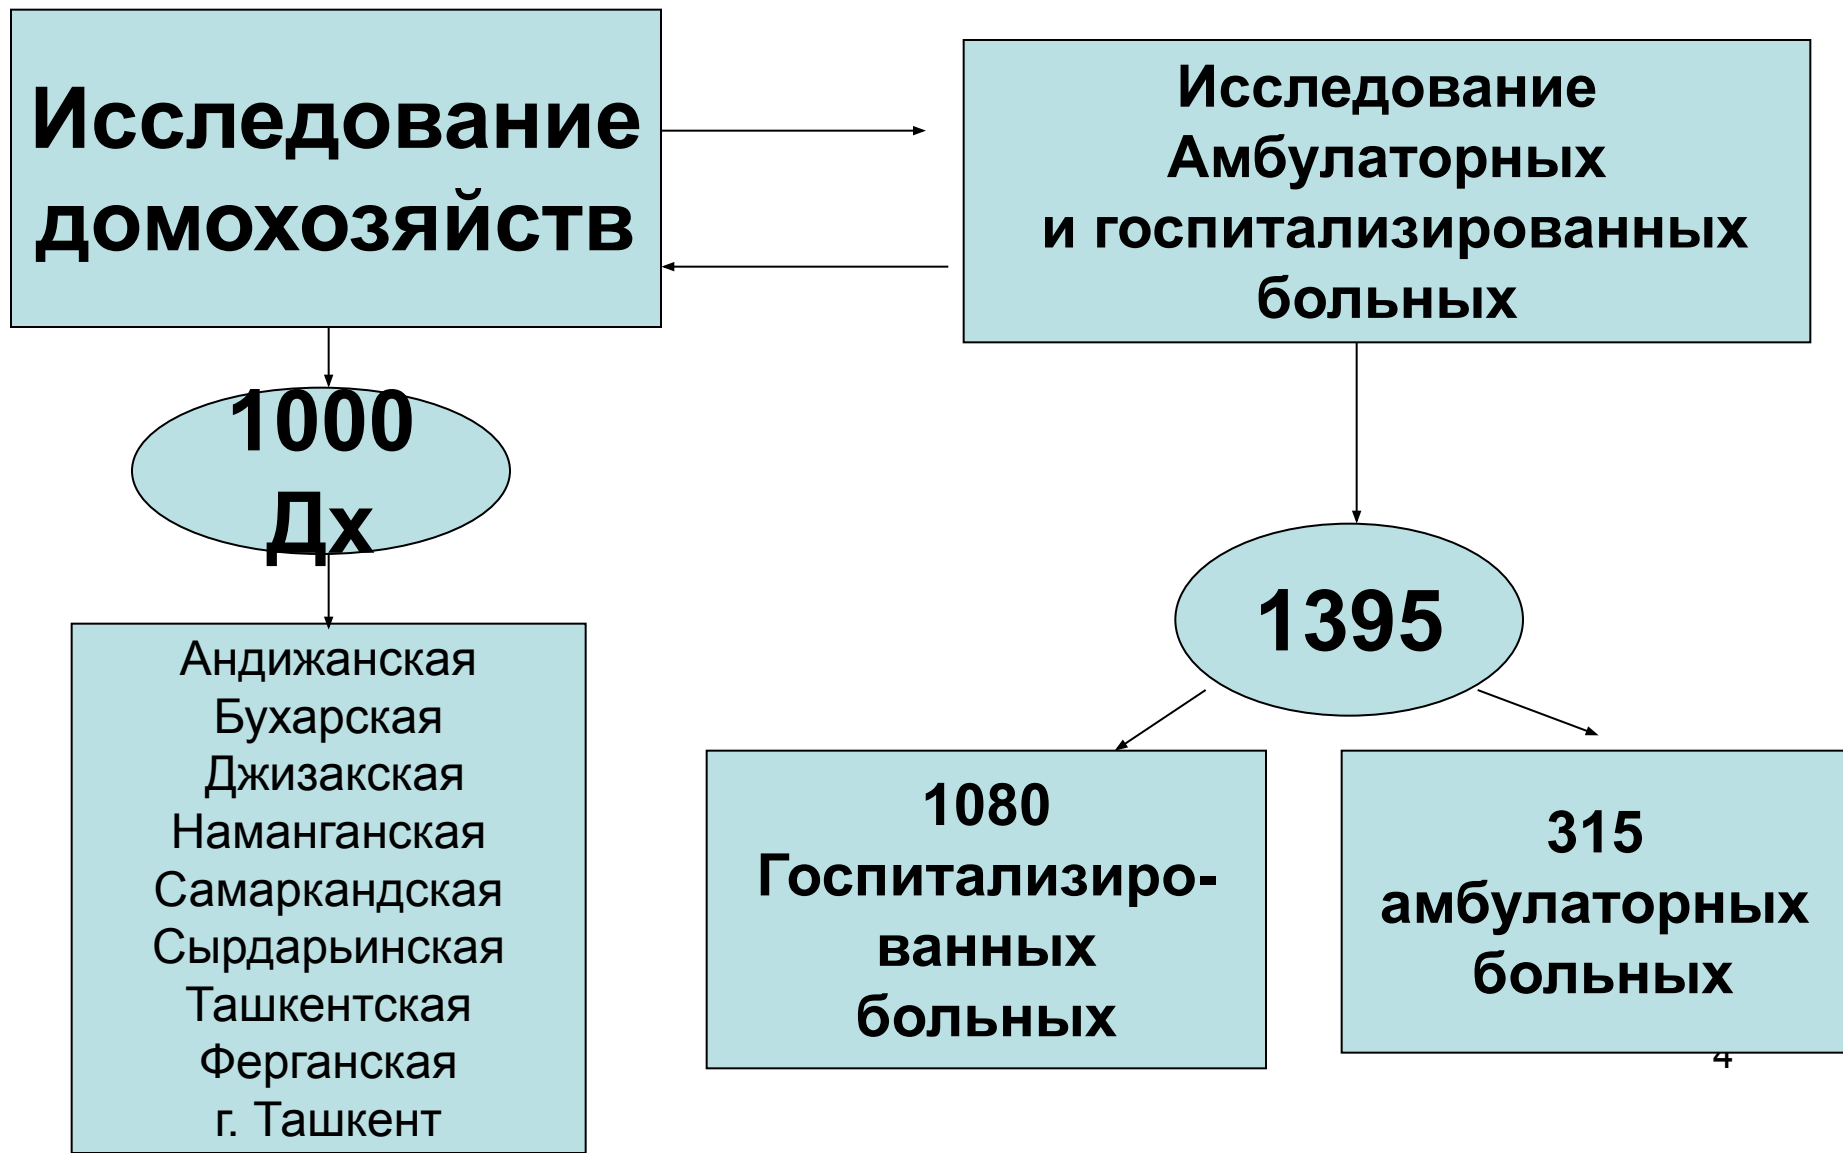 Исследование
домохозяйств
Исследование
Амбулаторных
и госпитализированных
больных
1000
Дх
1395
Андижанская
Бухарская
Джизакская
Наманганская
Самаркандская
Сырдарьинская
Ташкентская
Ферганская
г. Ташкент
1080
Госпитализиро-
ванных
больных
315
амбулаторных
больных
4